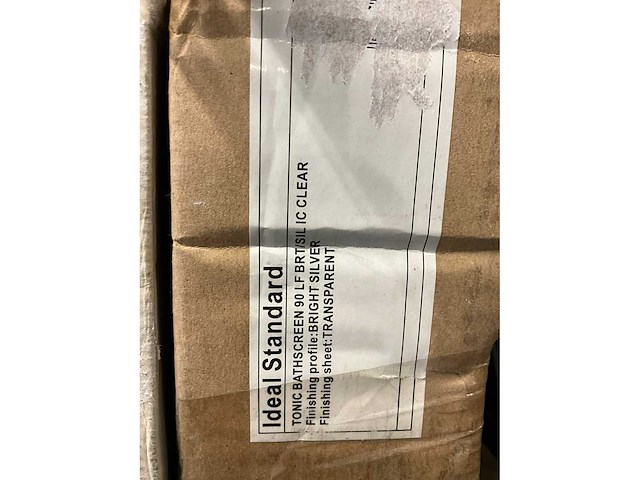 Ideal Standard
TONIC BATHSCREEN 90 LF BRT/SIL IC CLEAR
Finishing profile:BRIGHT SILVER
Finishing sheet:TRANSPARENT